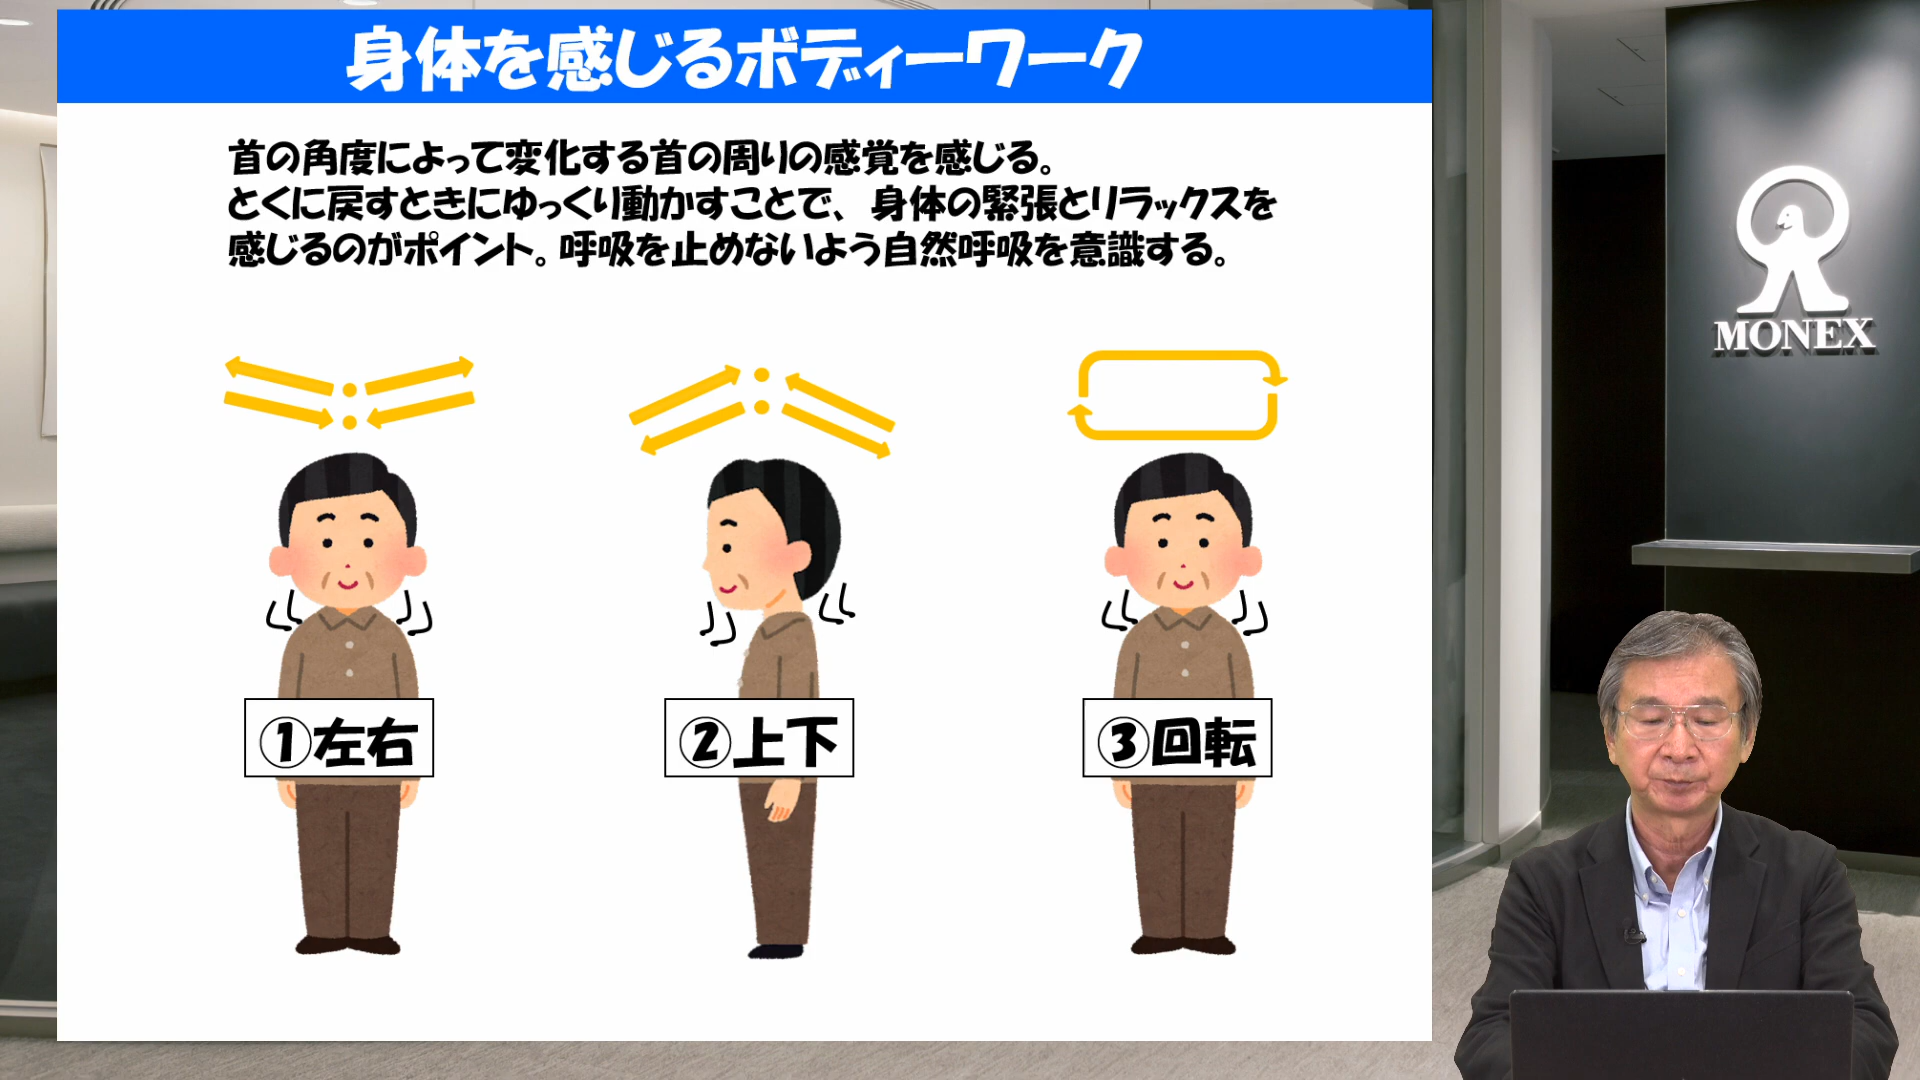 身体を感じるボディーワーク
首の角度によって変化する首の周りの感覚を感じる。
とくに戻すときにゆっくり動かすことで、身体の緊張とリラックスを
感じるのがポイント。呼吸を止めないよう自然呼吸を意識する。
①左右
②上下
③回転
MONEX